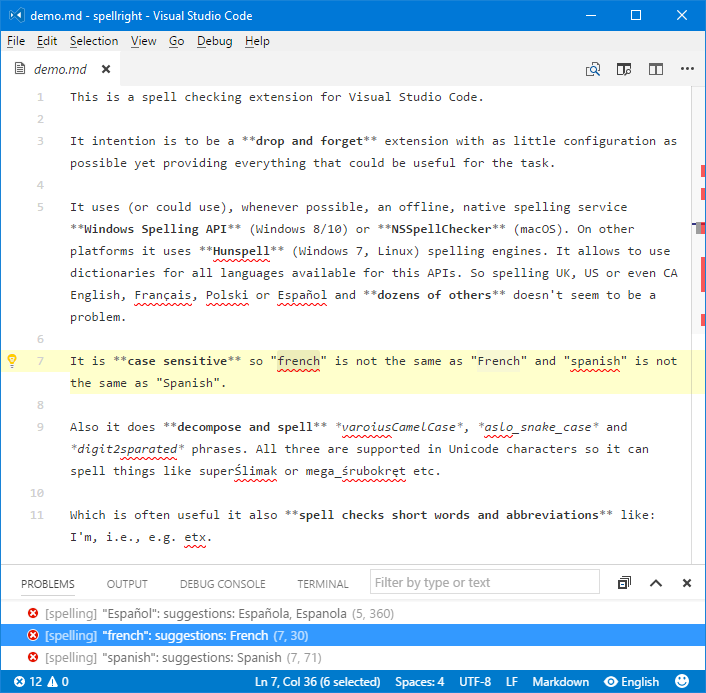 demo.md - spellright - Visual Studio Code
File Edit Selection View Go Debug Help
demo.md
1 This is a spell checking extension for Visual Studio Code.
2
3 It intention is to be a **drop and forget** extension with as little configuration as
possible yet providing everything that could be useful for the task.
4
5 It uses (or could use), whenever possible, an offline, native spelling service
**Windows Spelling API** (Windows 8/10) or **NSSpellChecker** (macOS). On other
platforms it uses **Hunspell** (Windows 7, Linux) spelling engines. It allows to use
dictionaries for all languages available for this APIs. So spelling UK, US or even CA
English, Français, Polski or Español and **dozens of others** doesn't seem to be a
problem.
6
7 It is **case sensitive** so "french" is not the same as "French" and "spanish" is not
the same as "Spanish".
8
9 Also it does **decompose and spell** *varoiusCamelCase*, *aslo_snake_case* and
*digit2sparated* phrases. All three are supported in Unicode characters so it can
spell things like superŚlimak or mega_śrubokręt etc.
10
11 Which is often useful it also **spell checks short words and abbreviations** like:
I'm, i.e., e.g. etx.
PROBLEMS OUTPUT DEBUG CONSOLE TERMINAL Filter by type or text
[spelling] "Español": suggestions: Española, Espanola (5, 360)
[spelling] "french": suggestions: French (7, 30)
[spelling] "spanish": suggestions: Spanish (7, 71)
12 0 Ln 7, Col 36 (6 selected) Spaces: 4 UTF-8 LF Markdown English